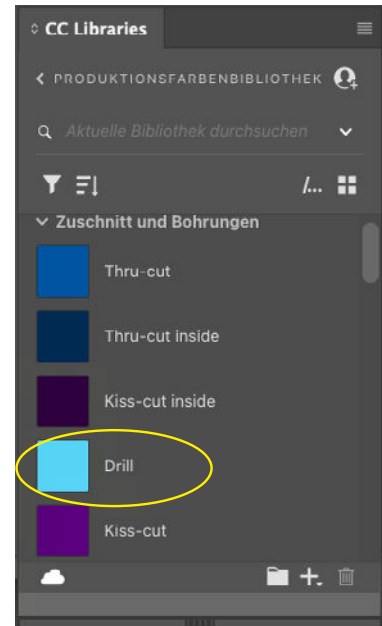 CC Libraries
PRODUKTIONSFARBENBIBLIOTHEK
Aktuelle Bibliothek durchsuchen
/...
Zuschnitt und Bohrungen
Thru-cut
Thru-cut inside
Kiss-cut inside
Drill
Kiss-cut